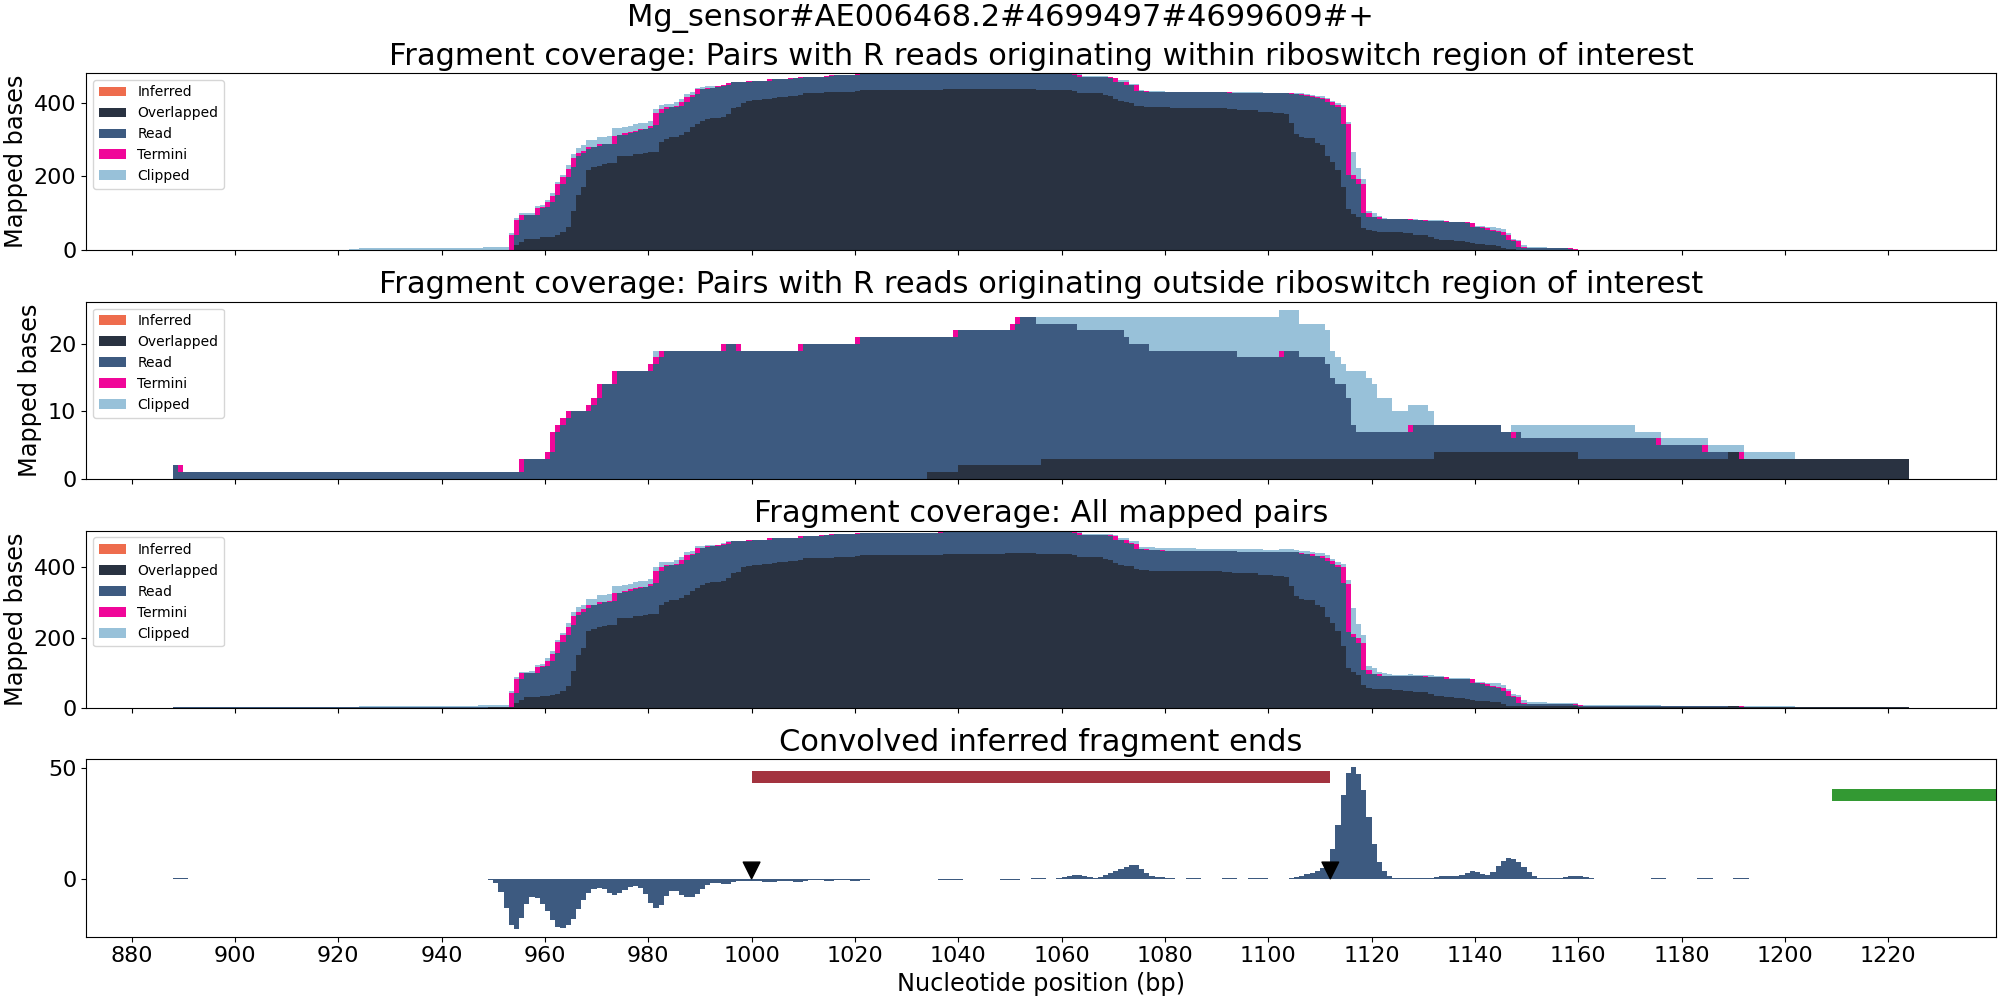 Mg_sensor#AE006468.2#4699497#4699609#+
Fragment coverage: Pairs with R reads originating within riboswitch region of interest
Mapped bases
400
200
0
Inferred
Overlapped
Read
Termini
Clipped
880 900 920 940 960 980 1000 1020 1040 1060 1080 1100 1120 1140 1160 1180 1200 1220
Fragment coverage: Pairs with R reads originating outside riboswitch region of interest
Mapped bases
20
10
0
Inferred
Overlapped
Read
Termini
Clipped
Fragment coverage: All mapped pairs
Mapped bases
400
200
0
Inferred
Overlapped
Read
Termini
Clipped
Convolved inferred fragment ends
50
0
Nucleotide position (bp)